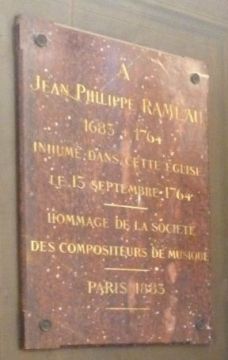 À
JEAN PHILIPPE RAMEAU
1683 1764
INHUMÉ DANS CETTE ÉGLISE
LE 13 SEPTEMBRE 1764
HOMMAGE DE LA SOCIÉTÉ
DES COMPOSITEURS DE MUSIQUE
PARIS 1883